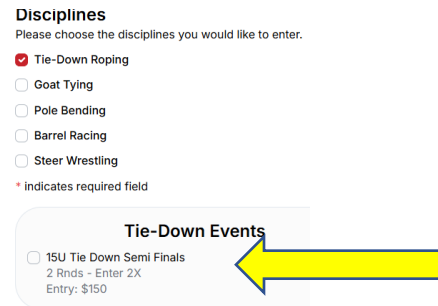 Disciplines
Please choose the disciplines you would like to enter.
Tie-Down Roping
Goat Tying
Pole Bending
Barrel Racing
Steer Wrestling
* indicates required field
Tie-Down Events
15U Tie Down Semi Finals
2 Rnds - Enter 2X
Entry: $150